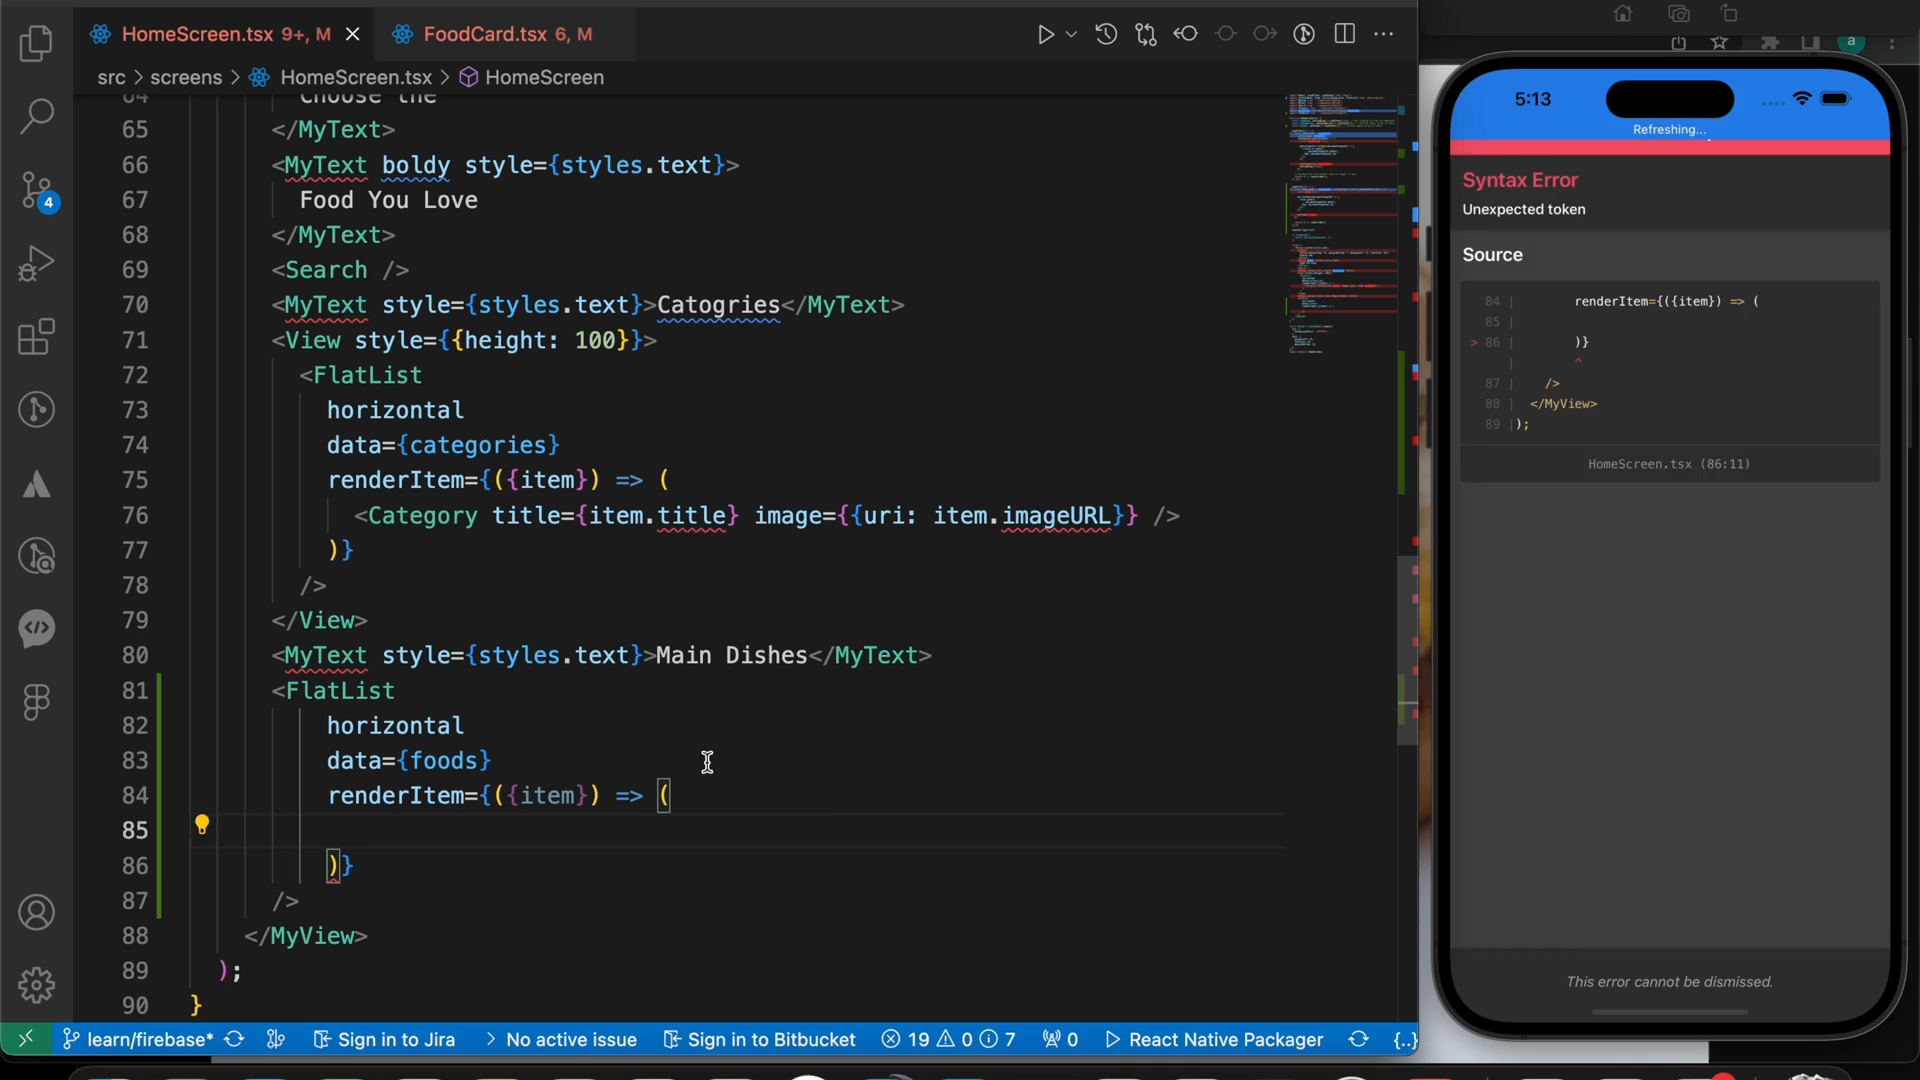 HomeScreen.tsx 9+, M
FoodCard.tsx 6, M
src > screens > HomeScreen.tsx > HomeScreen
64 Choose the
65 </MyText>
66 <MyText boldy style={styles.text}>
67 Food You Love
68 </MyText>
69 <Search />
70 <MyText style={styles.text}>Catogries</MyText>
71 <View style={{height: 100}}>
72 <FlatList
73 horizontal
74 data={categories}
75 renderItem={({item}) => (
76 <Category title={item.title} image={{uri: item.imageURL}} />
77 )}
78 />
79 </View>
80 <MyText style={styles.text}>Main Dishes</MyText>
81 <FlatList
82 horizontal
83 data={foods}
84 renderItem={({item}) => (
85
86 )}
87 />
88 </MyView>
89 );
90 }
4
learn/firebase*
Sign in to Jira
No active issue
Sign in to Bitbucket
19 0 7
0
React Native Packager
{..}
a
5:13
Refreshing...
Syntax Error
Unexpected token
Source
84 | renderItem={({item}) => (
85 |
> 86 | )}
| ^
87 | />
88 | </MyView>
89 | );
HomeScreen.tsx (86:11)
This error cannot be dismissed.